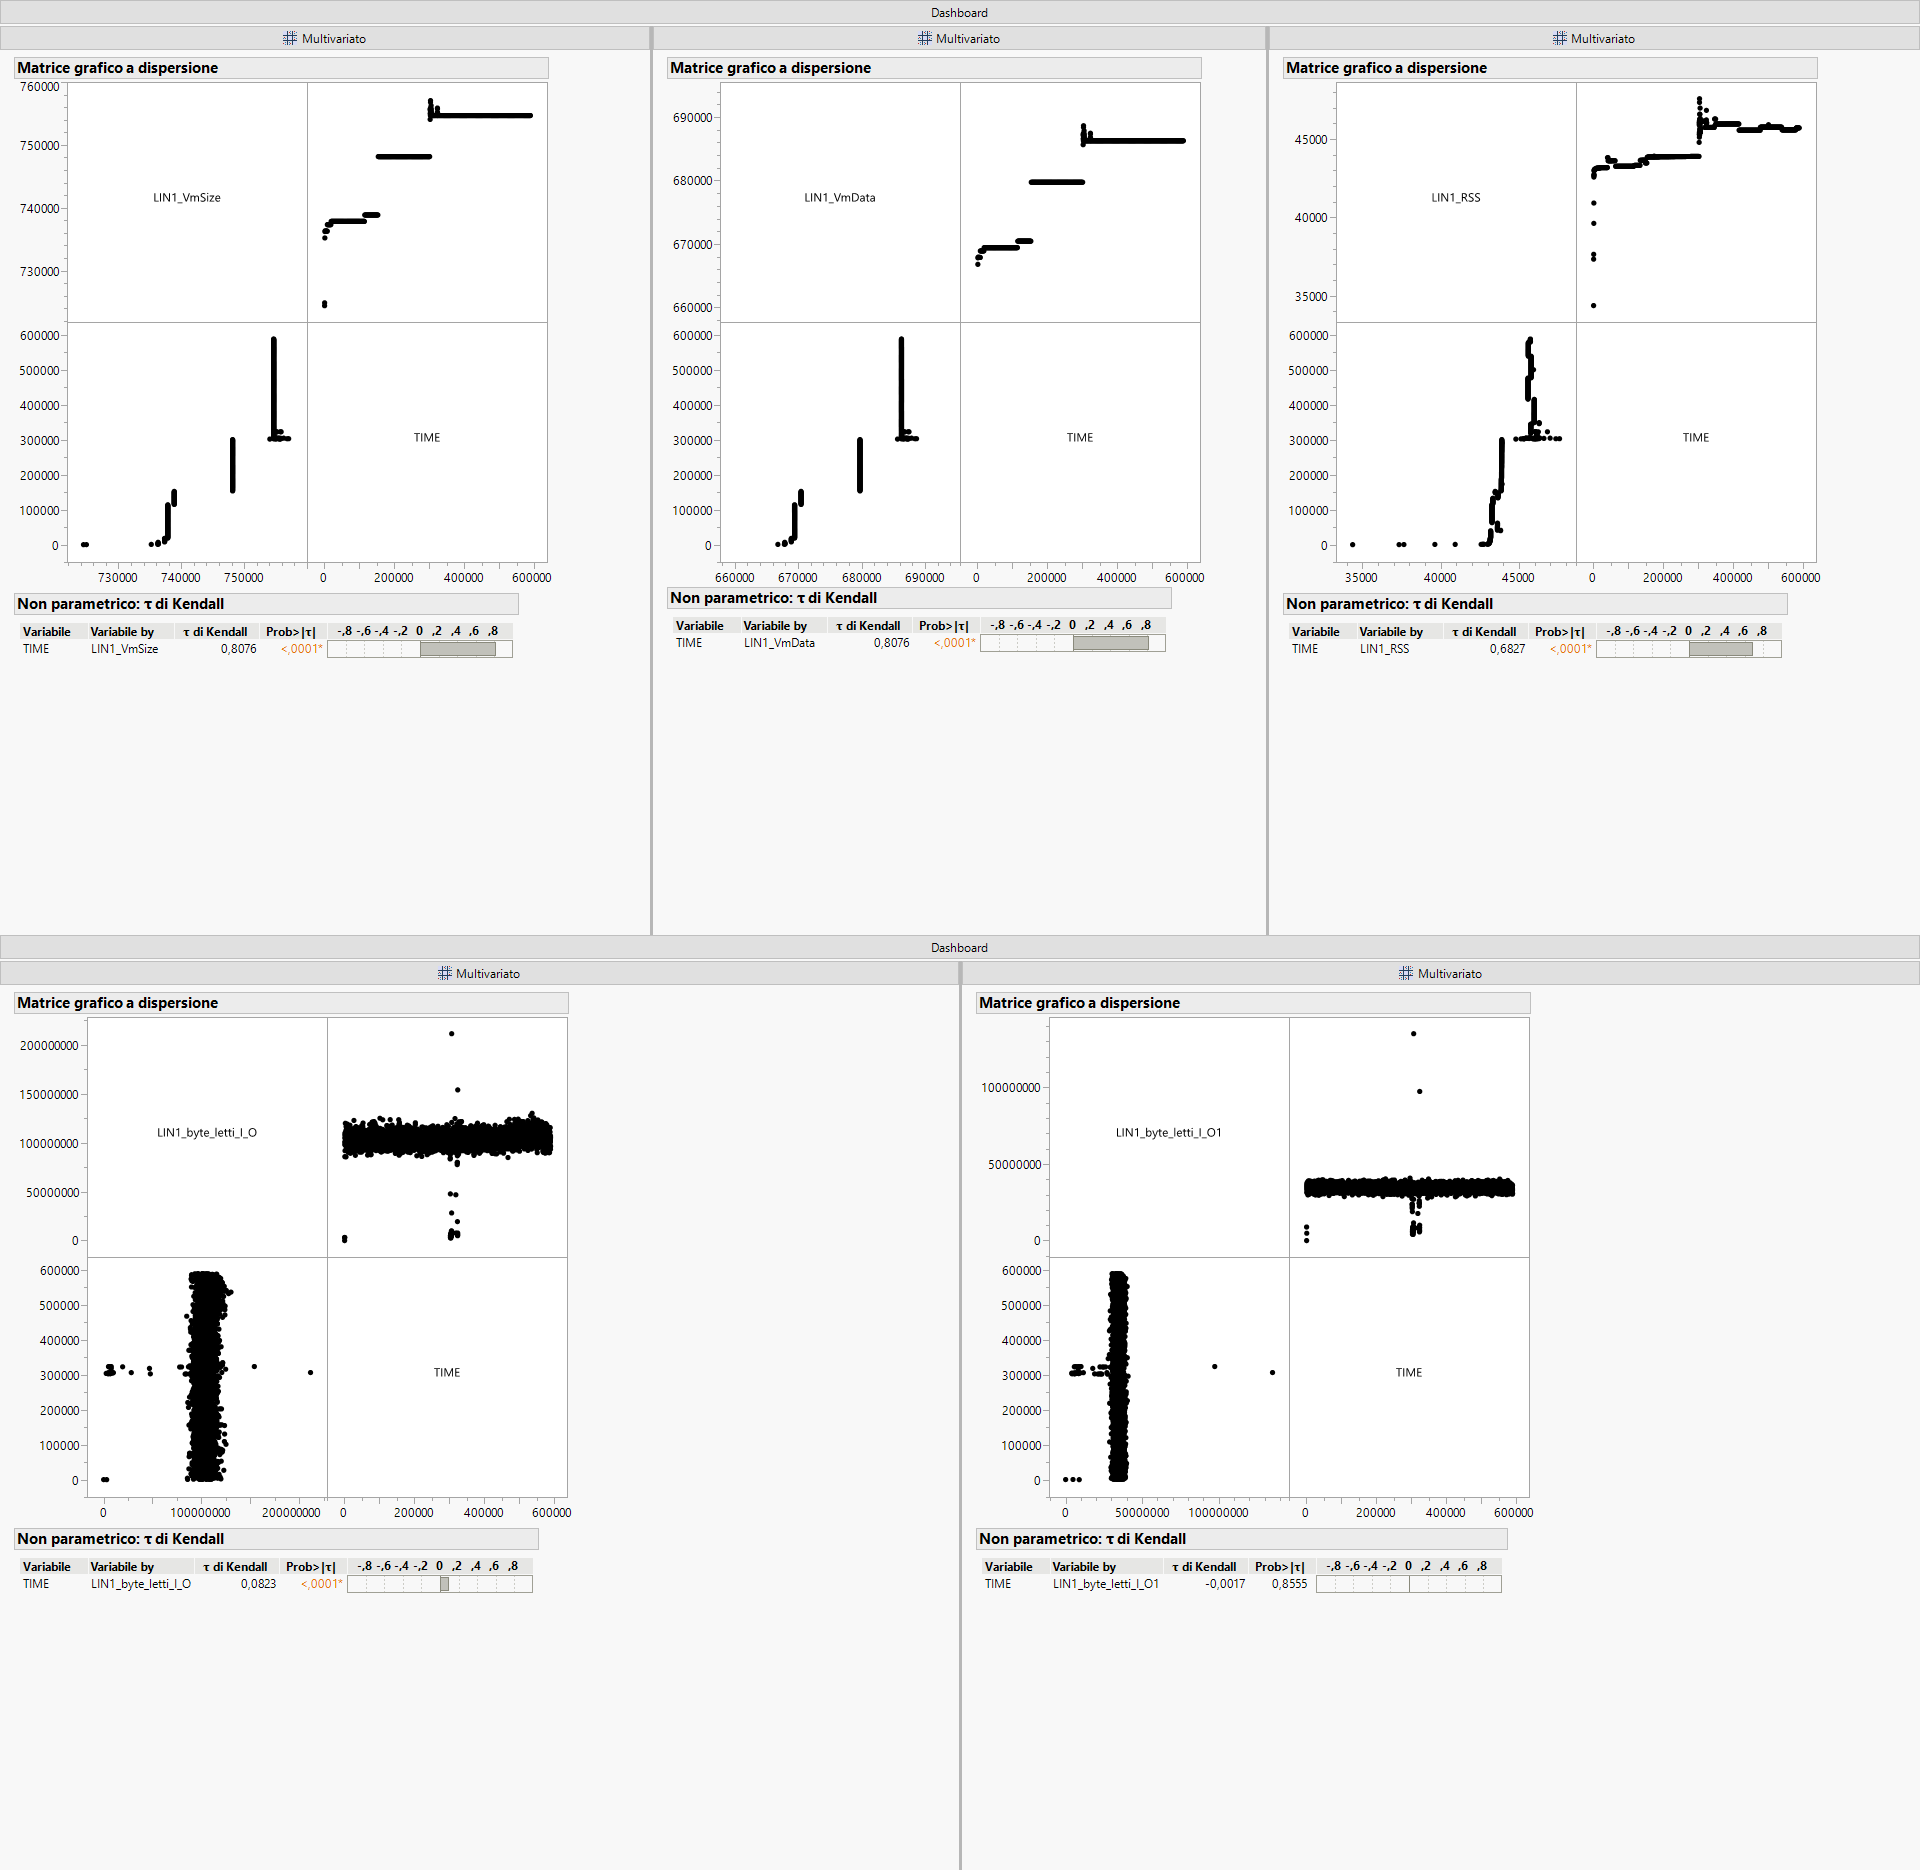 Dashboard
Multivariato
Multivariato
Multivariato
Matrice grafico a dispersione
760000
750000
740000
730000
LIN1_VmSize
600000
500000
400000
300000
200000
100000
0
TIME
730000 740000 750000 0 200000 400000 600000
Non parametrico: τ di Kendall
Variabile Variabile by τ di Kendall Prob>|τ| -,8 -,6 -,4 -,2 0 ,2 ,4 ,6 ,8
TIME LIN1_VmSize 0,8076 <,0001*
Matrice grafico a dispersione
690000
680000
670000
660000
LIN1_VmData
600000
500000
400000
300000
200000
100000
0
TIME
660000 670000 680000 690000 0 200000 400000 600000
Non parametrico: τ di Kendall
Variabile Variabile by τ di Kendall Prob>|τ| -,8 -,6 -,4 -,2 0 ,2 ,4 ,6 ,8
TIME LIN1_VmData 0,8076 <,0001*
Matrice grafico a dispersione
45000
40000
35000
LIN1_RSS
600000
500000
400000
300000
200000
100000
0
TIME
35000 40000 45000 0 200000 400000 600000
Non parametrico: τ di Kendall
Variabile Variabile by τ di Kendall Prob>|τ| -,8 -,6 -,4 -,2 0 ,2 ,4 ,6 ,8
TIME LIN1_RSS 0,6827 <,0001*
Dashboard
Multivariato
Multivariato
Matrice grafico a dispersione
200000000
150000000
100000000
50000000
0
LIN1_byte_letti_I_O
600000
500000
400000
300000
200000
100000
0
TIME
0 100000000 200000000 0 200000 400000 600000
Non parametrico: τ di Kendall
Variabile Variabile by τ di Kendall Prob>|τ| -,8 -,6 -,4 -,2 0 ,2 ,4 ,6 ,8
TIME LIN1_byte_letti_I_O 0,0823 <,0001*
Matrice grafico a dispersione
100000000
50000000
0
LIN1_byte_letti_I_O1
600000
500000
400000
300000
200000
100000
0
TIME
0 50000000 100000000 0 200000 400000 600000
Non parametrico: τ di Kendall
Variabile Variabile by τ di Kendall Prob>|τ| -,8 -,6 -,4 -,2 0 ,2 ,4 ,6 ,8
TIME LIN1_byte_letti_I_O1 -0,0017 0,8555